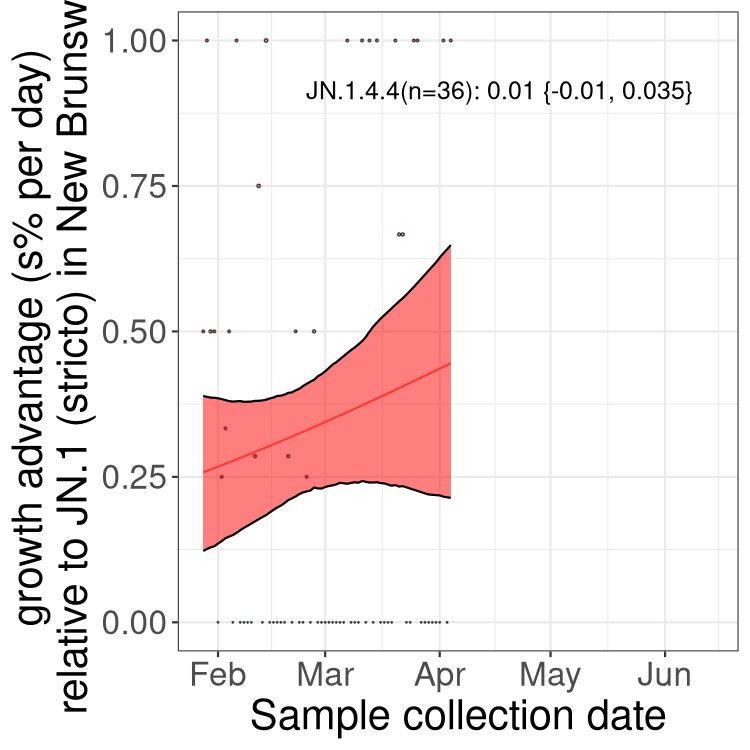 growth advantage (s% per day)
relative to JN.1 (stricto) in New Brunsw
1.00
0.75
0.50
0.25
0.00
JN.1.4.4(n=36): 0.01 {-0.01, 0.035}
Feb Mar Apr May Jun
Sample collection date